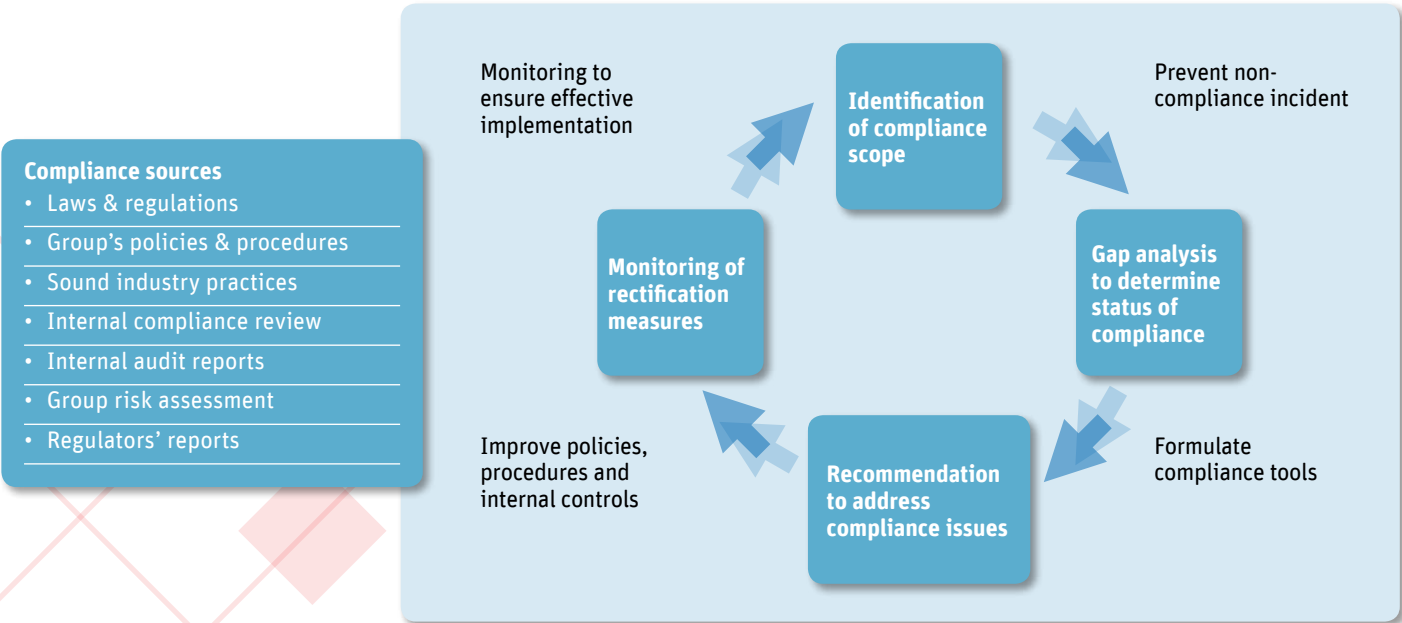 Compliance sources
• Laws & regulations
• Group's policies & procedures
• Sound industry practices
• Internal compliance review
• Internal audit reports
• Group risk assessment
• Regulators' reports
Monitoring to
ensure effective
implementation
Identification
of compliance
scope
Prevent non-
compliance incident
Gap analysis
to determine
status of
compliance
Formulate
compliance tools
Recommendation
to address
compliance issues
Improve policies,
procedures and
internal controls
Monitoring of
rectification
measures